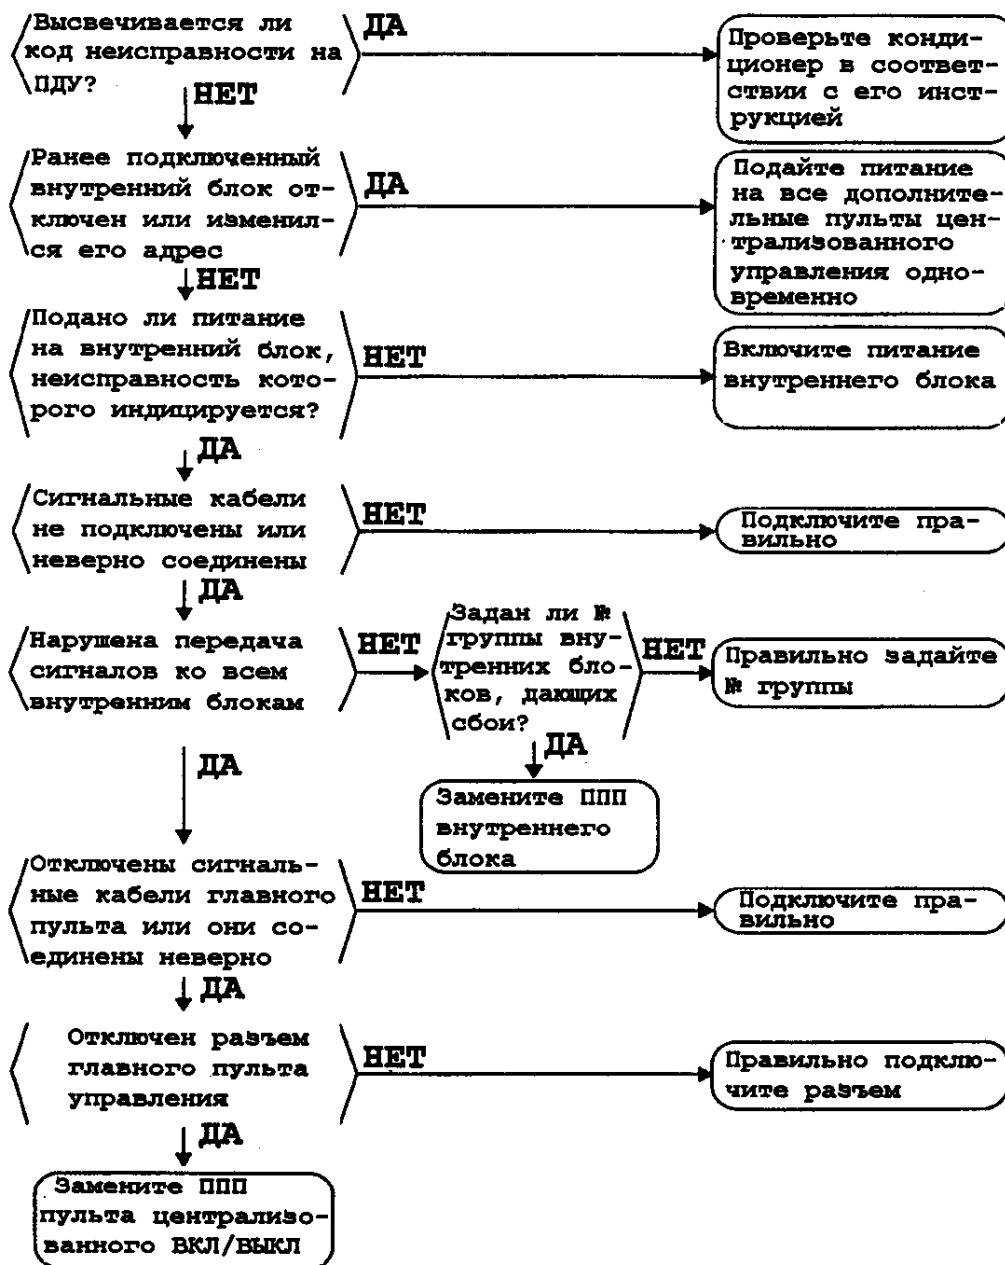 Высвечивается ли
код неисправности на
ПДУ?
ДА
Проверьте конди-
ционер в соответ-
ствии с его инст-
рукцией
НЕТ
Ранее подключенный
внутренний блок от-
ключен или изменил-
ся его адрес
ДА
Подайте питание
на все дополнитe-
льные пульты цен-
трализованного
управления одно-
временно
НЕТ
Подано ли питание
на внутренний блок,
неисправность кото-
рого индицируется?
НЕТ
Включите питание
внутреннего блока
ДА
Сигнальные кабели
не подключены или
неверно соединены
НЕТ
Подключите пра-
вильно
ДА
Нарушена передача
сигналов ко всем
внутренним блокам
НЕТ
Задан ли №
группы вну-
тренних бло-
ков, дающих
сбои?
НЕТ
Правильно задайте
№ группы
ДА
Замените ППП
внутреннего
блока
ДА
Отключены сигналь-
ные кабели главного
пульта или они со-
единены неверно
НЕТ
Подключите пра-
вильно
ДА
Отключен разъем
главного пульта
управления
НЕТ
Правильно подклю-
чите разъем
ДА
Замените ППП
пульта централизо-
ванного ВКЛ/ВЫКЛ